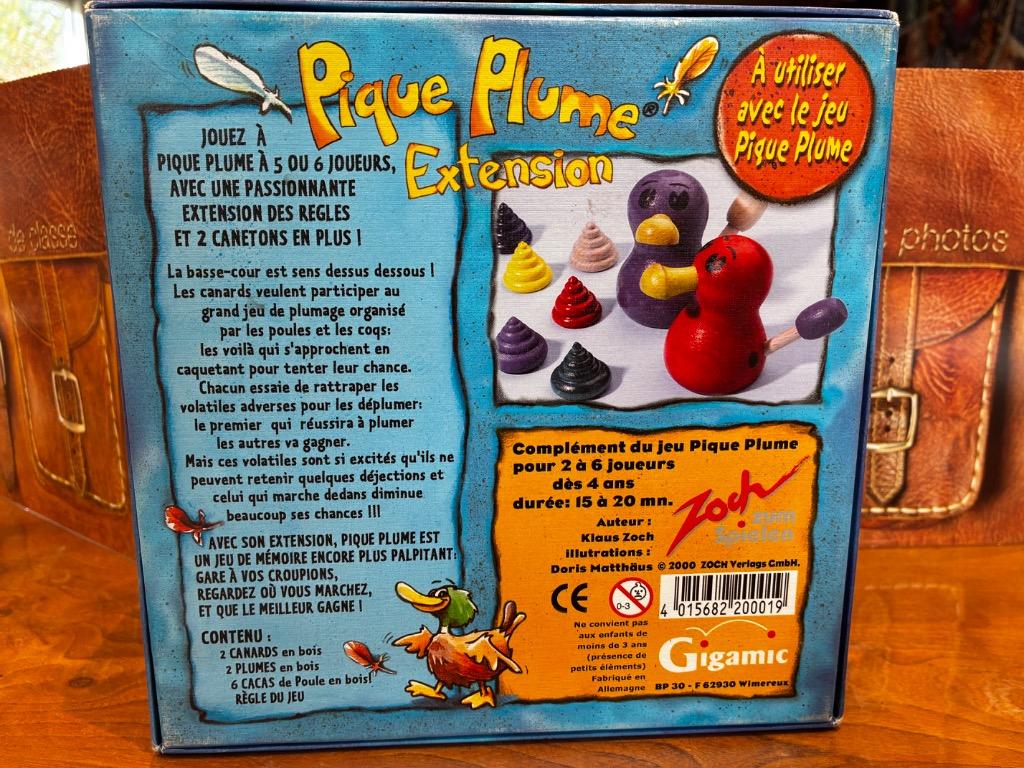 Pique Plume®
Extension
À utiliser
avec le jeu
Pique Plume
JOUEZ À
PIQUE PLUME À 5 OU 6 JOUEURS,
AVEC UNE PASSIONNANTE
EXTENSION DES REGLES
ET 2 CANETONS EN PLUS !
La basse-cour est sens dessus dessous !
Les canards veulent participer au
grand jeu de plumage organisé
par les poules et les coqs:
les voilà qui s'approchent en
caquetant pour tenter leur chance.
Chacun essaie de rattraper les
volatiles adverses pour les déplumer:
le premier qui réussira à plumer
les autres va gagner.
Mais ces volatiles sont si excités qu'ils ne
peuvent retenir quelques déjections et
celui qui marche dedans diminue
beaucoup ses chances !!!
AVEC SON EXTENSION, PIQUE PLUME EST
UN JEU DE MÉMOIRE ENCORE PLUS PALPITANT:
GARE À VOS CROUPIONS,
REGARDEZ OÙ VOUS MARCHEZ,
ET QUE LE MEILLEUR GAGNE !
CONTENU :
2 CANARDS en bois
2 PLUMES en bois
6 CACAS de Poule en bois!
RÈGLE DU JEU
Complément du jeu Pique Plume
pour 2 à 6 joueurs
dès 4 ans
durée: 15 à 20 mn.
Auteur :
Klaus Zoch
illutrations :
Doris Matthäus
Zoch
zum
Spielen
© 2000 ZOCH Verlags GmbH.
CE
0-3
4 015682 200019
Ne convient pas
aux enfants de
moins de 3 ans
(présence de
petits éléments)
Fabriqué en
Allemagne
Gigamic
BP 30 - F 62930 Wimereux
de classe
photos